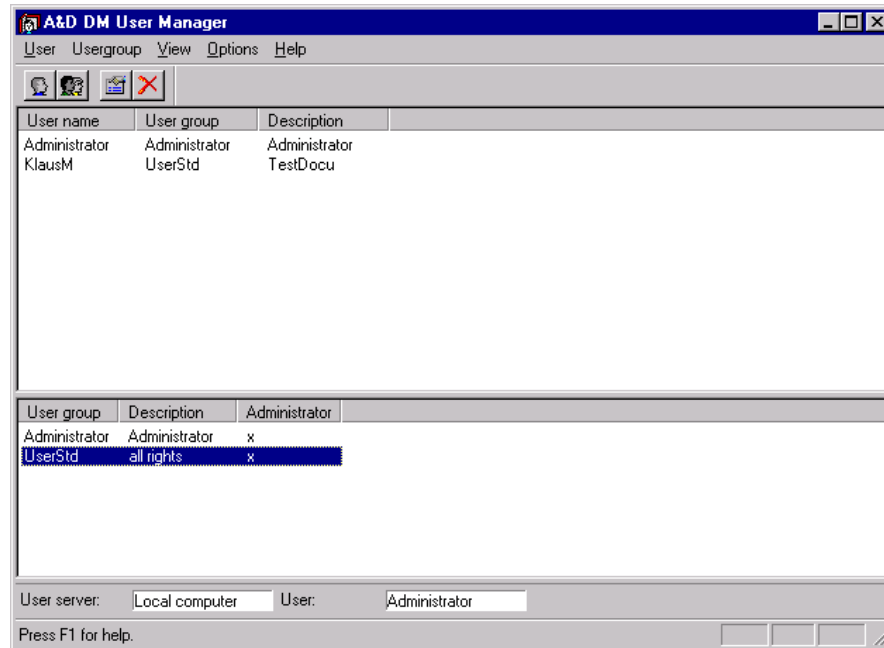 A&D DM User Manager
User Usergroup View Options Help
User name User group Description
Administrator Administrator Administrator
KlausM UserStd TestDocu
User group Description Administrator
Administrator Administrator x
UserStd all rights x
User server: Local computer User: Administrator
Press F1 for help.